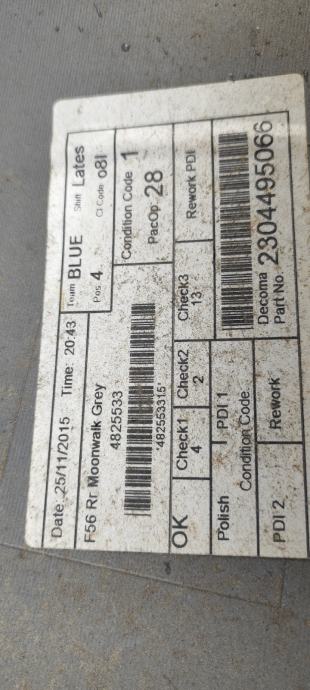 Date 25/11/2015 Time: 20:43 Team BLUE Shift Lates
Pos 4 Cl Code o8l
F56 Rr Moonwalk Grey
4825533
*482553315*
Condition Code 1
PacOp: 28
OK Check1 Check2 Check3 Rework PDI
4 2 13
Polish PDI 1
Condition Code
PDI 2 Rework
Decoma
Part No. 2304495066